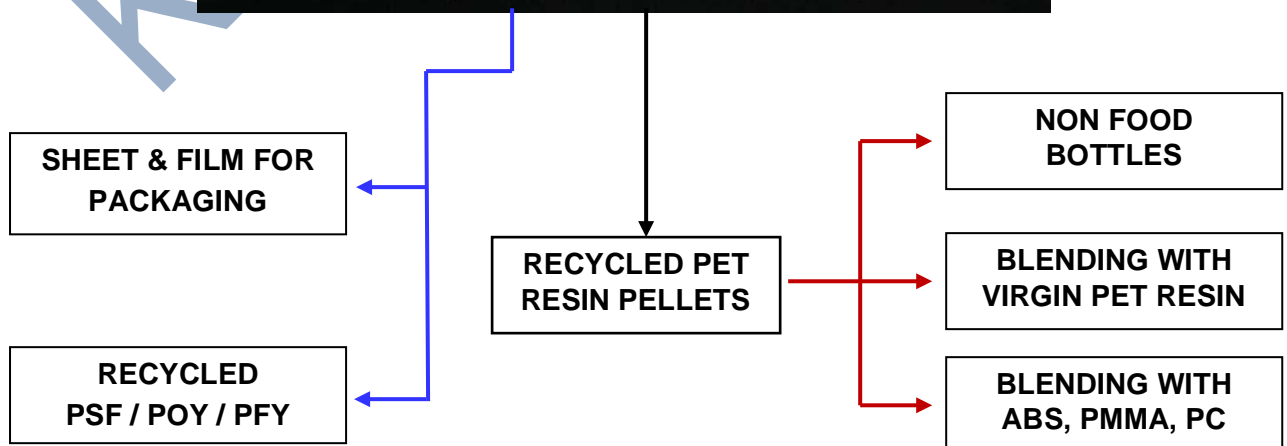 SHEET & FILM FOR
PACKAGING
RECYCLED
PSF / POY / PFY
RECYCLED PET
RESIN PELLETS
NON FOOD
BOTTLES
BLENDING WITH
VIRGIN PET RESIN
BLENDING WITH
ABS, PMMA, PC